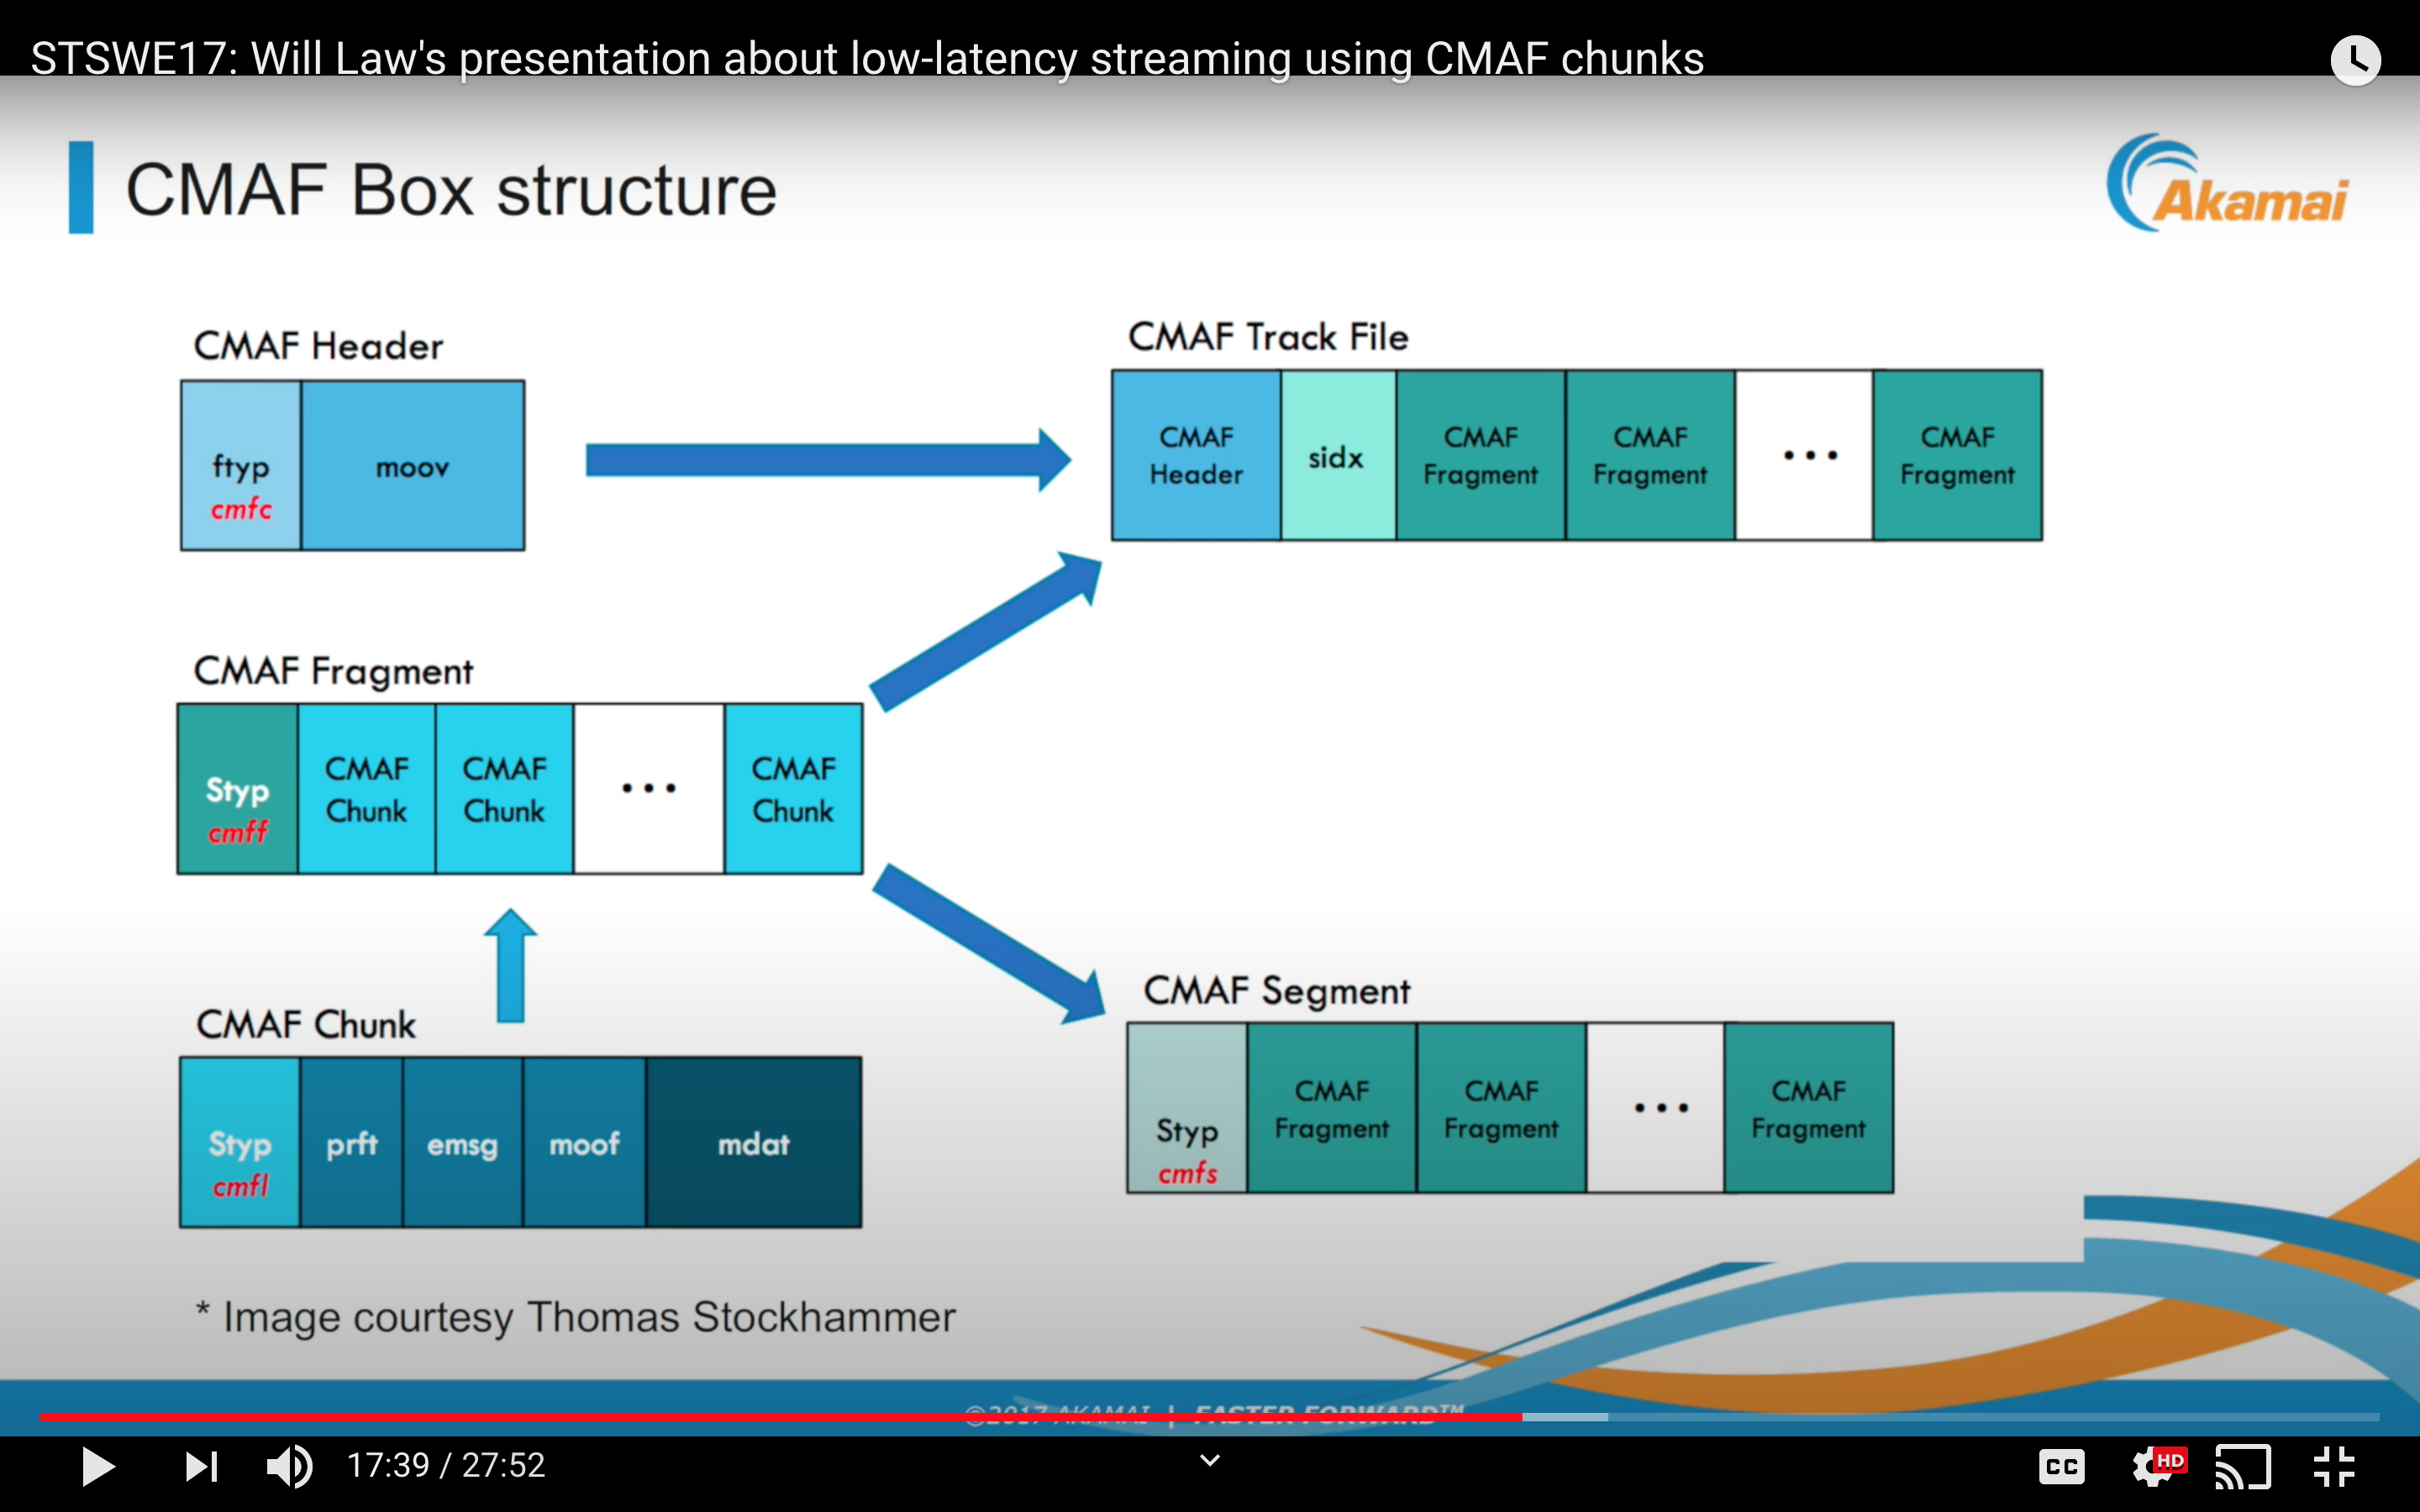 STSWE17: Will Law's presentation about low-latency streaming using CMAF chunks
CMAF Box structure
Akamai
CMAF Header
ftyp
cmfc
moov
CMAF Track File
CMAF
Header
sidx
CMAF
Fragment
CMAF
Fragment
...
CMAF
Fragment
CMAF Fragment
Styp
cmff
CMAF
Chunk
CMAF
Chunk
...
CMAF
Chunk
CMAF Chunk
Styp
cmfl
prft
emsg
moof
mdat
CMAF Segment
Styp
cmfs
CMAF
Fragment
CMAF
Fragment
...
CMAF
Fragment
* Image courtesy Thomas Stockhammer
©2017 AKAMAI | FASTER FORWARD™
17:39 / 27:52
CC
HD